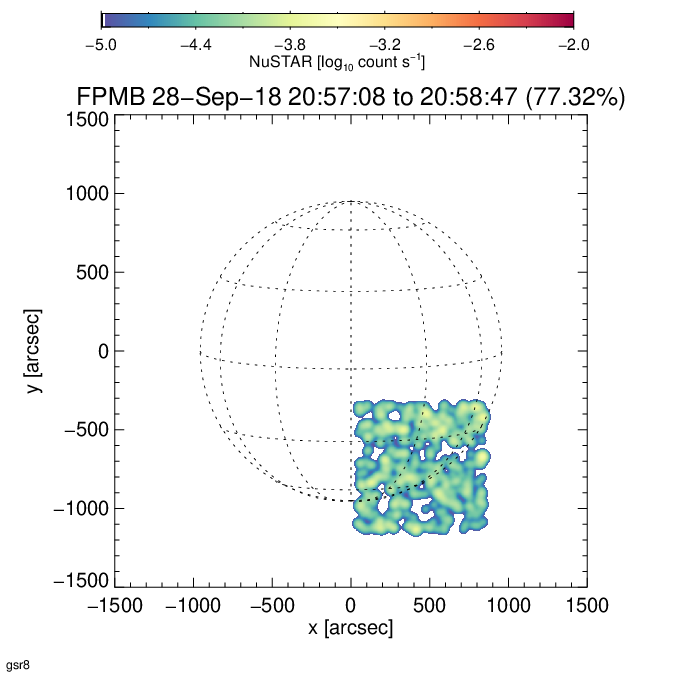 −5.0 −4.4 −3.8 −3.2 −2.6 −2.0
NuSTAR [log10 count s−1]
FPMB 28−Sep−18 20:57:08 to 20:58:47 (77.32%)
1500
1000
500
0
−500
−1000
−1500
y [arcsec]
−1500 −1000 −500 0 500 1000 1500
x [arcsec]
gsr8